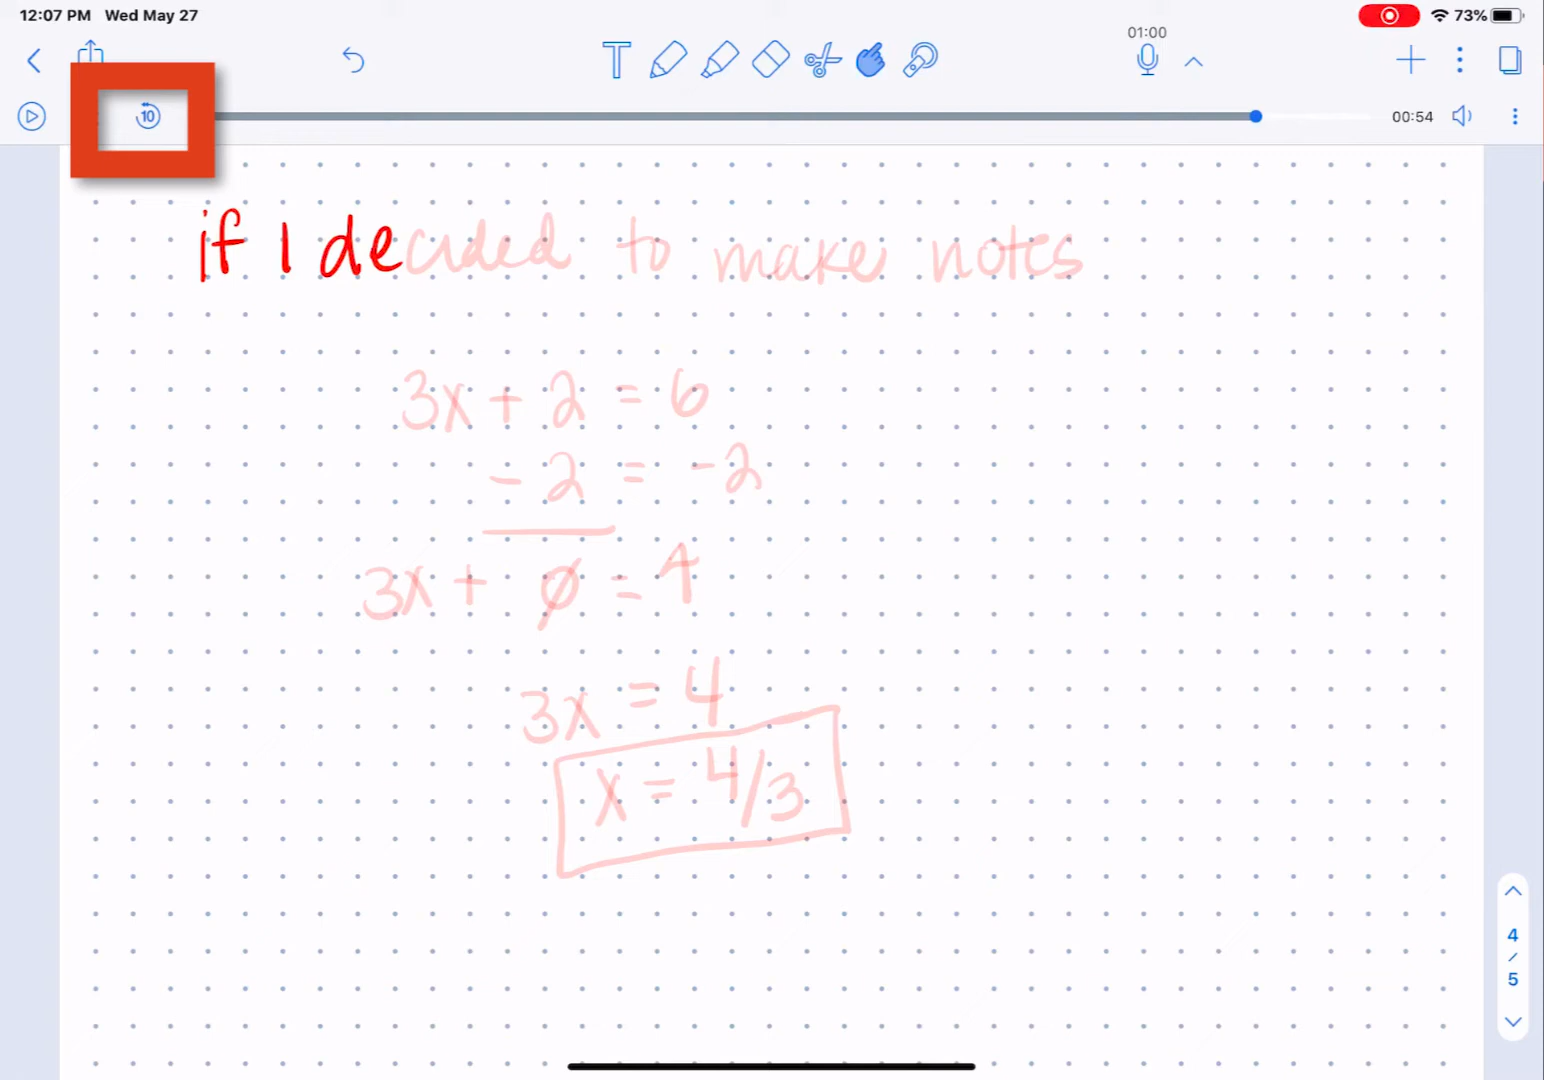 12:07 PM Wed May 27
73%
01:00
T
10
00:54
if I decided to make notes
3x + 2 = 6
- 2 = -2
3x + 0 = 4
3x = 4
x = 4/3
4
/
5